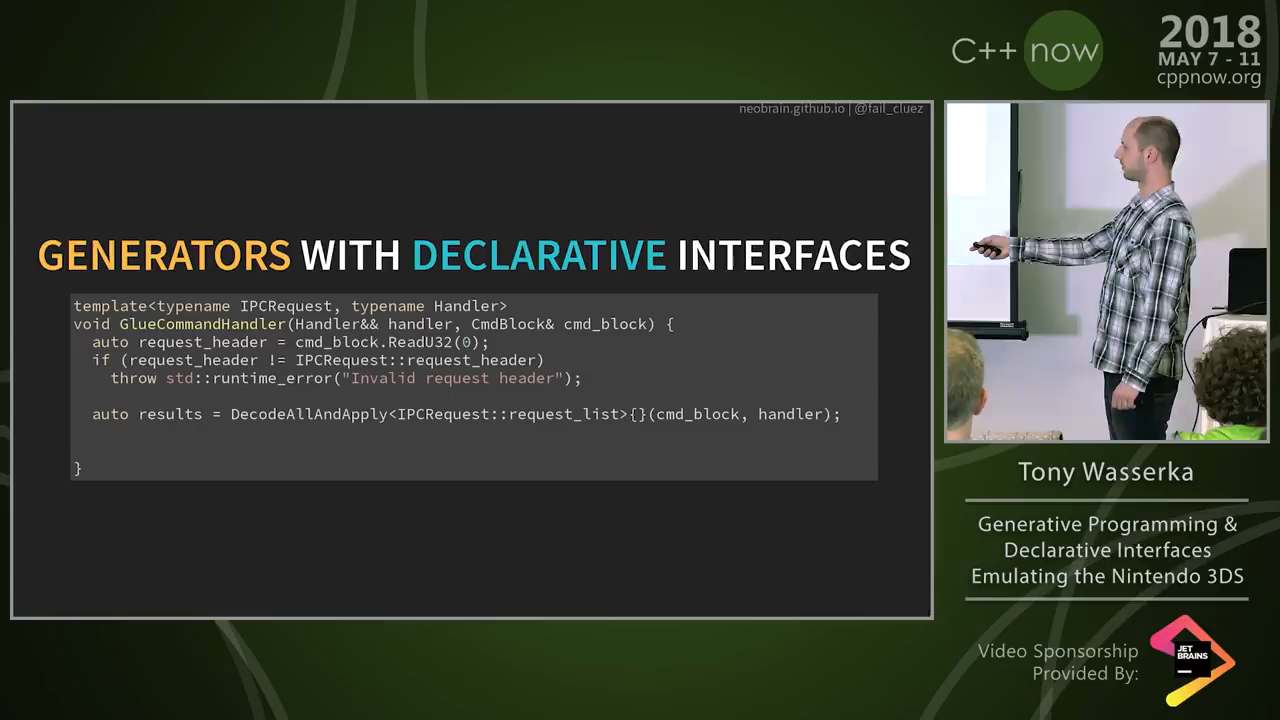 C++ now
2018
MAY 7 - 11
cppnow.org
neobrain.github.io | @fail_cluez
GENERATORS WITH DECLARATIVE INTERFACES
template<typename IPCRequest, typename Handler>
void GlueCommandHandler(Handler&& handler, CmdBlock& cmd_block) {
  auto request_header = cmd_block.ReadU32(0);
  if (request_header != IPCRequest::request_header)
    throw std::runtime_error("Invalid request header");
  auto results = DecodeAllAndApply<IPCRequest::request_list>{}(cmd_block, handler);
}
Tony Wasserka
Generative Programming &
Declarative Interfaces
Emulating the Nintendo 3DS
Video Sponsorship
Provided By:
JET
BRAINS